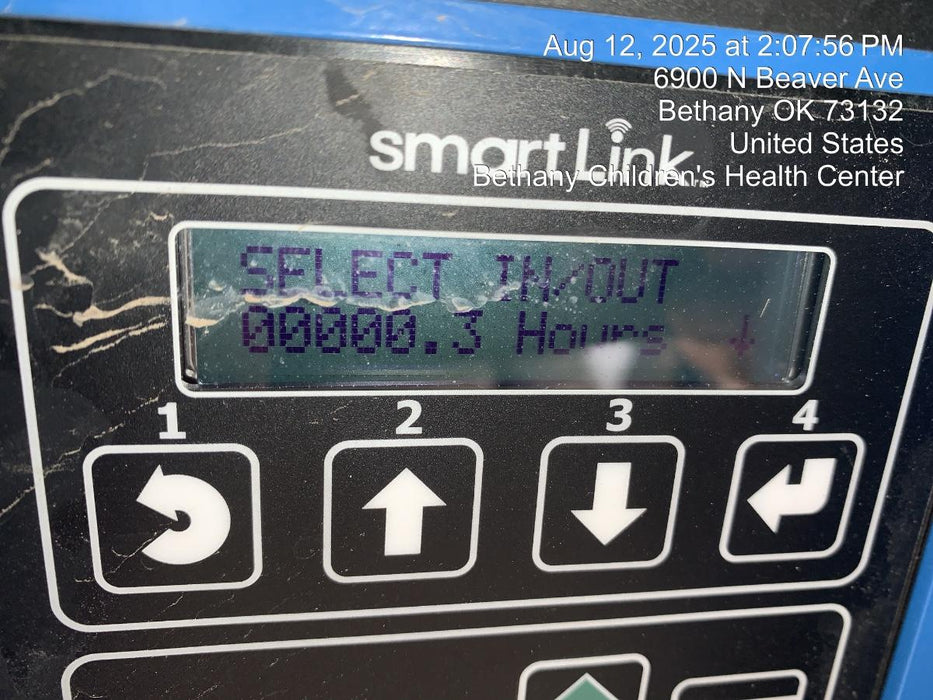 Aug 12, 2025 at 2:07:56 PM
6900 N Beaver Ave
Bethany OK 73132
United States
Bethany Children's Health Center
smartLink
SELECT IN/OUT
00000.3 Hours ↓
1 2 3 4